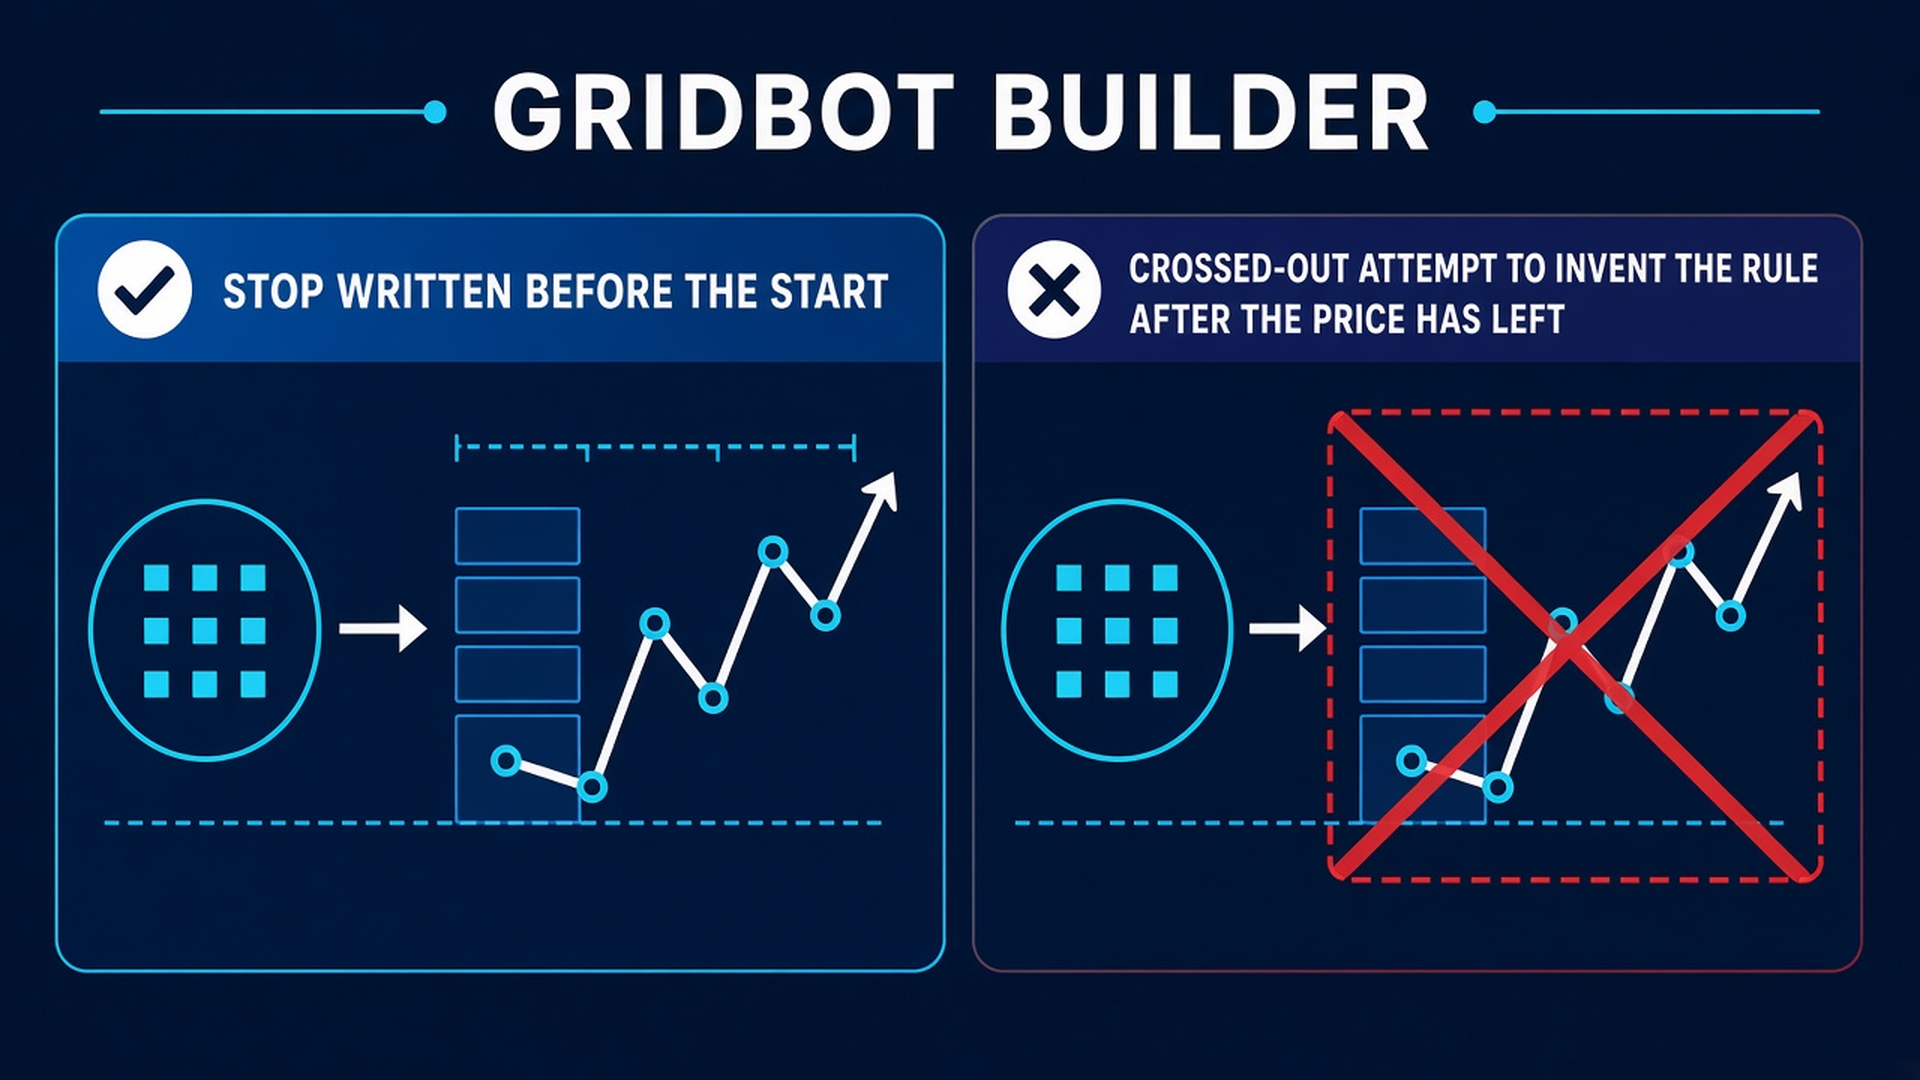 GRIDBOT BUILDER
STOP WRITTEN BEFORE THE START
CROSSED-OUT ATTEMPT TO INVENT THE RULE
AFTER THE PRICE HAS LEFT